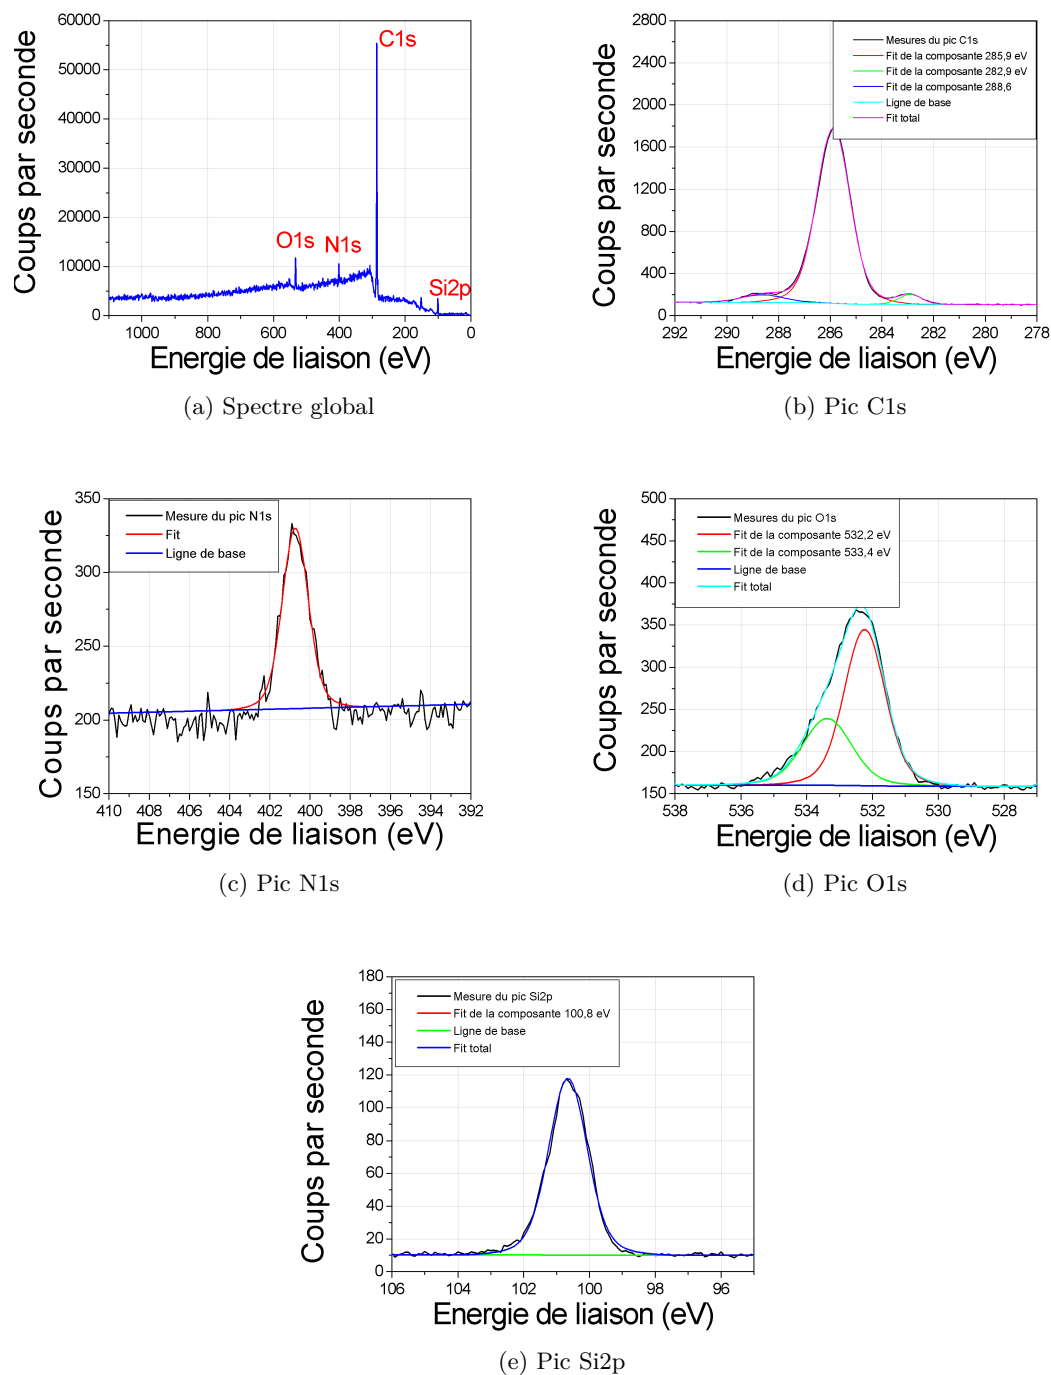 60000
50000
40000
30000
20000
10000
0
Coups par seconde
C1s
O1s
N1s
Si2p
1000 800 600 400 200 0
Energie de liaison (eV)
(a) Spectre global
2800
2400
2000
1600
1200
800
400
0
Coups par seconde
Mesures du pic C1s
Fit de la composante 285,9 eV
Fit de la composante 282,9 eV
Fit de la composante 288,6
Ligne de base
Fit total
292 290 288 286 284 282 280 278
Energie de liaison (eV)
(b) Pic C1s
350
300
250
200
150
Coups par seconde
Mesure du pic N1s
Fit
Ligne de base
410 408 406 404 402 400 398 396 394 392
Energie de liaison (eV)
(c) Pic N1s
500
450
400
350
300
250
200
150
Coups par seconde
Mesures du pic O1s
Fit de la composante 532,2 eV
Fit de la composante 533,4 eV
Ligne de base
Fit total
538 536 534 532 530 528
Energie de liaison (eV)
(d) Pic O1s
180
160
140
120
100
80
60
40
20
0
Coups par seconde
Mesure du pic Si2p
Fit de la composante 100,8 eV
Ligne de base
Fit total
106 104 102 100 98 96
Energie de liaison (eV)
(e) Pic Si2p